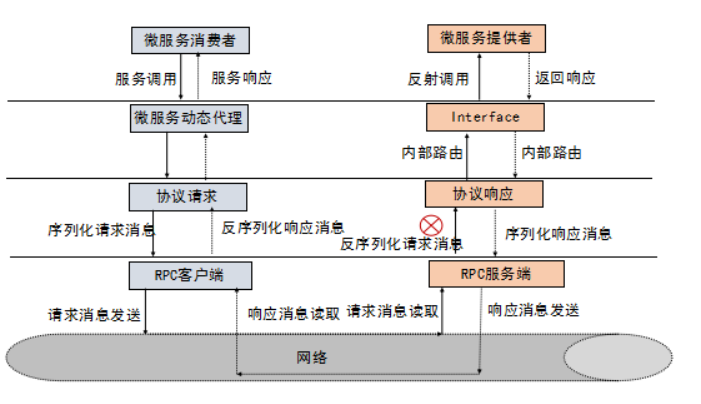 微服务消费者
微服务提供者
服务调用
服务响应
反射调用
返回响应
微服务动态代理
Interface
内部路由
内部路由
协议请求
协议响应
序列化请求消息
反序列化响应消息
反序列化请求消息
序列化响应消息
RPC客户端
RPC服务端
请求消息发送
响应消息读取
请求消息读取
响应消息发送
网络